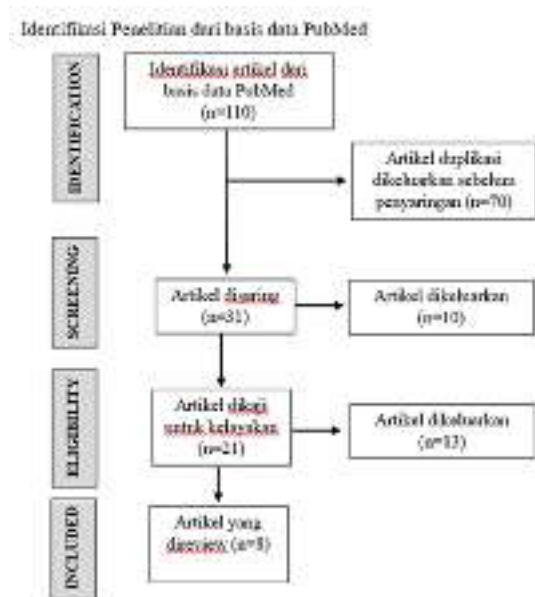 Identifikasi Penelitian dari basis data PubMed
IDENTIFICATION
Identifikasi artikel dari
basis data PubMed
(n=110)
Artikel duplikasi
dikeluarkan sebelum
penyaringan (n=70)
SCREENING
Artikel disaring
(n=31)
Artikel dikeluarkan
(n=10)
ELIGIBILITY
Artikel dikaji
untuk kelayakan
(n=21)
Artikel dikeluarkan
(n=13)
INCLUDED
Artikel yang
direview (n=8)